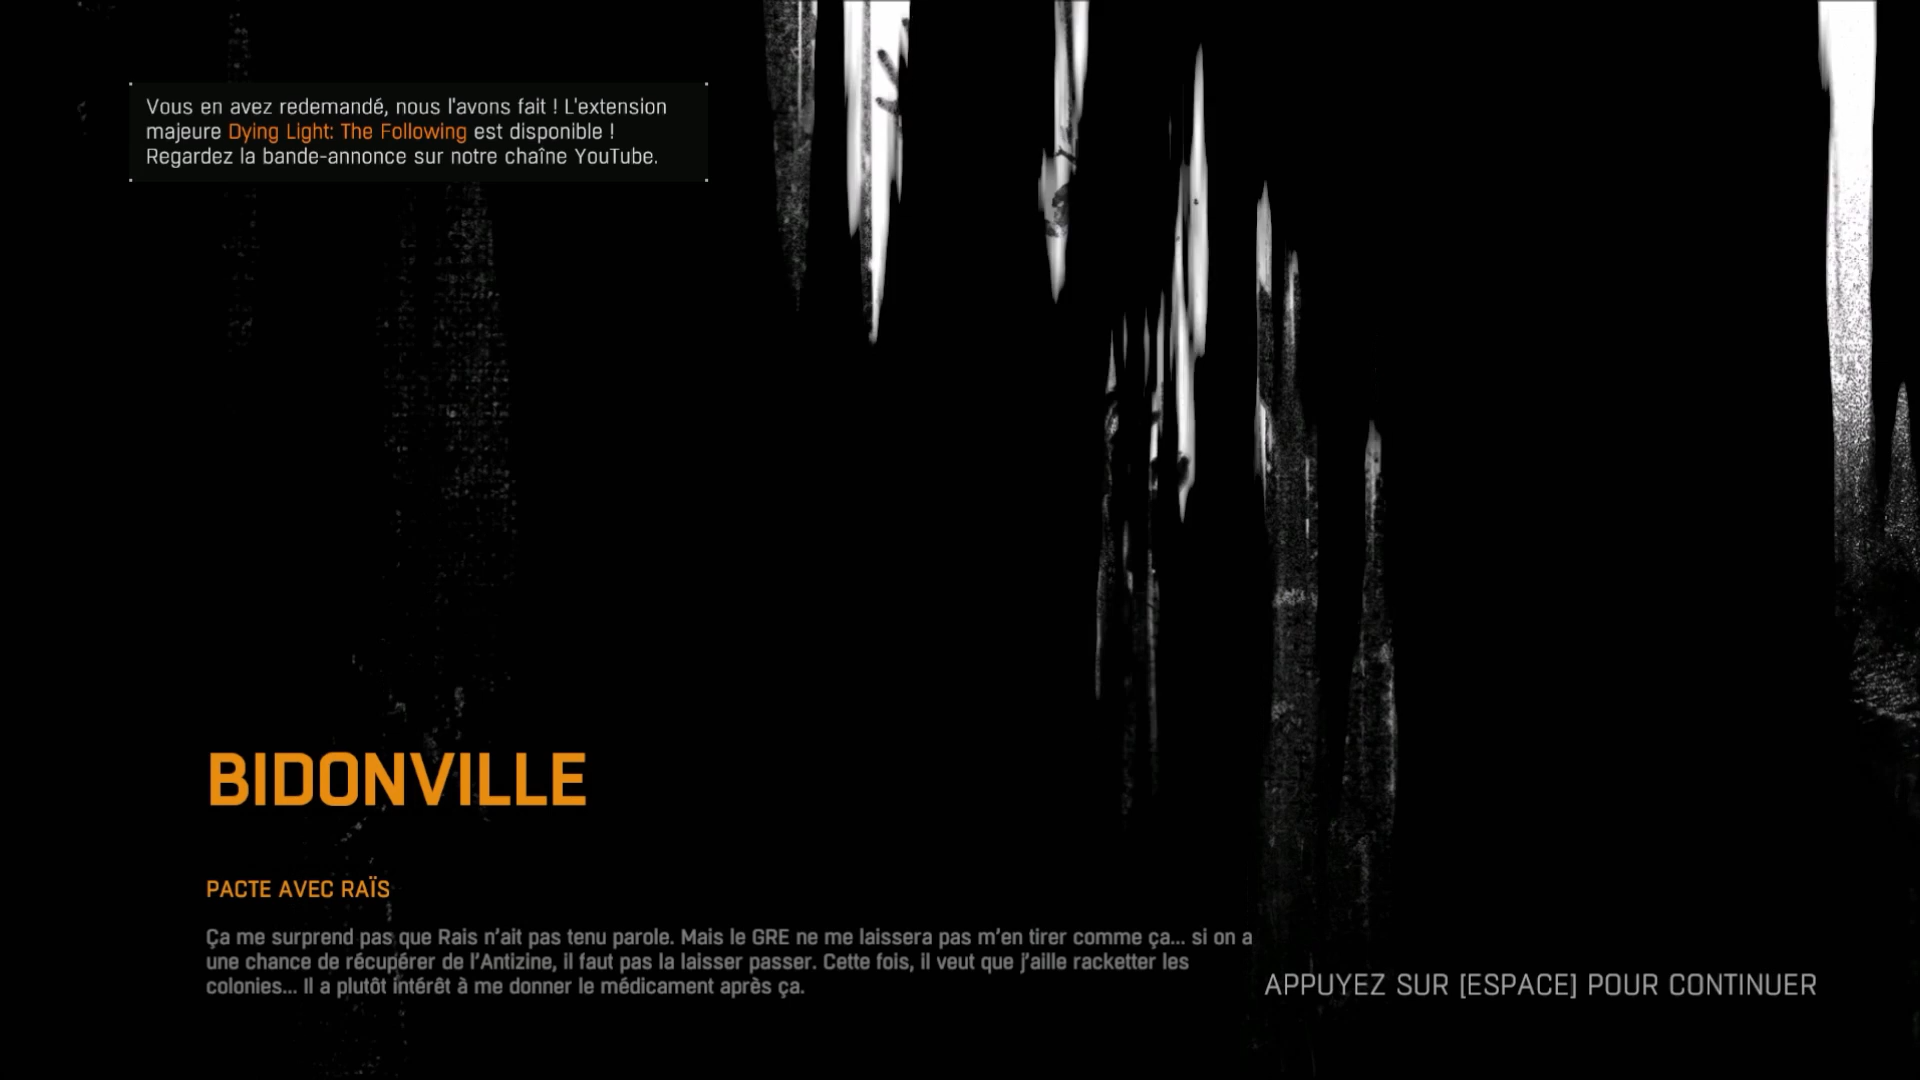 Vous en avez redemandé, nous l'avons fait ! L'extension
majeure Dying Light: The Following est disponible !
Regardez la bande-annonce sur notre chaîne YouTube.
BIDONVILLE
PACTE AVEC RAÏS
Ça me surprend pas que Rais n’ait pas tenu parole. Mais le GRE ne me laissera pas m’en tirer comme ça... si on a
une chance de récupérer de l’Antizine, il faut pas la laisser passer. Cette fois, il veut que j’aille racketter les
colonies... Il a plutôt intérêt à me donner le médicament après ça.
APPUYEZ SUR [ESPACE] POUR CONTINUER